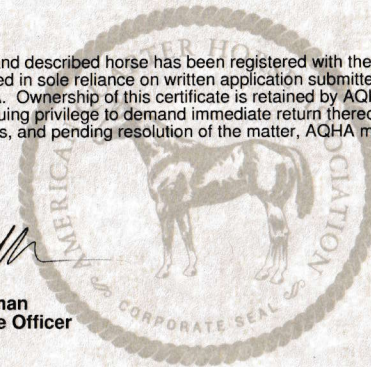 and described horse has been registered with the
ed in sole reliance on written application submitte
A. Ownership of this certificate is retained by AQH
uing privilege to demand immediate return thereo
s, and pending resolution of the matter, AQHA m
AMERICAN QUARTER HORSE ASSOCIATION
CORPORATE SEAL
man
e Officer